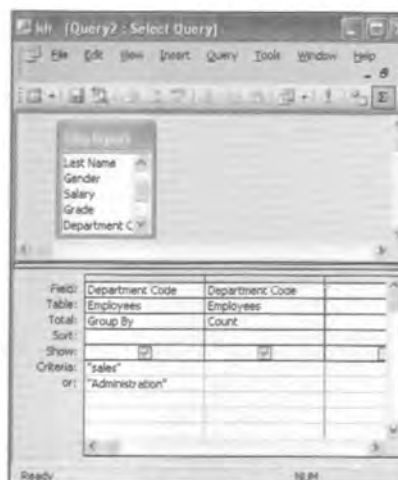 [Query2 : Select Query]
File Edit View Insert Query Tools Window Help
Employees
Last Name
Gender
Salary
Grade
Department C
Field: Department Code Department Code
Table: Employees Employees
Total: Group By Count
Sort:
Show:
Criteria: "sales"
or: "Administration"
Ready NUM